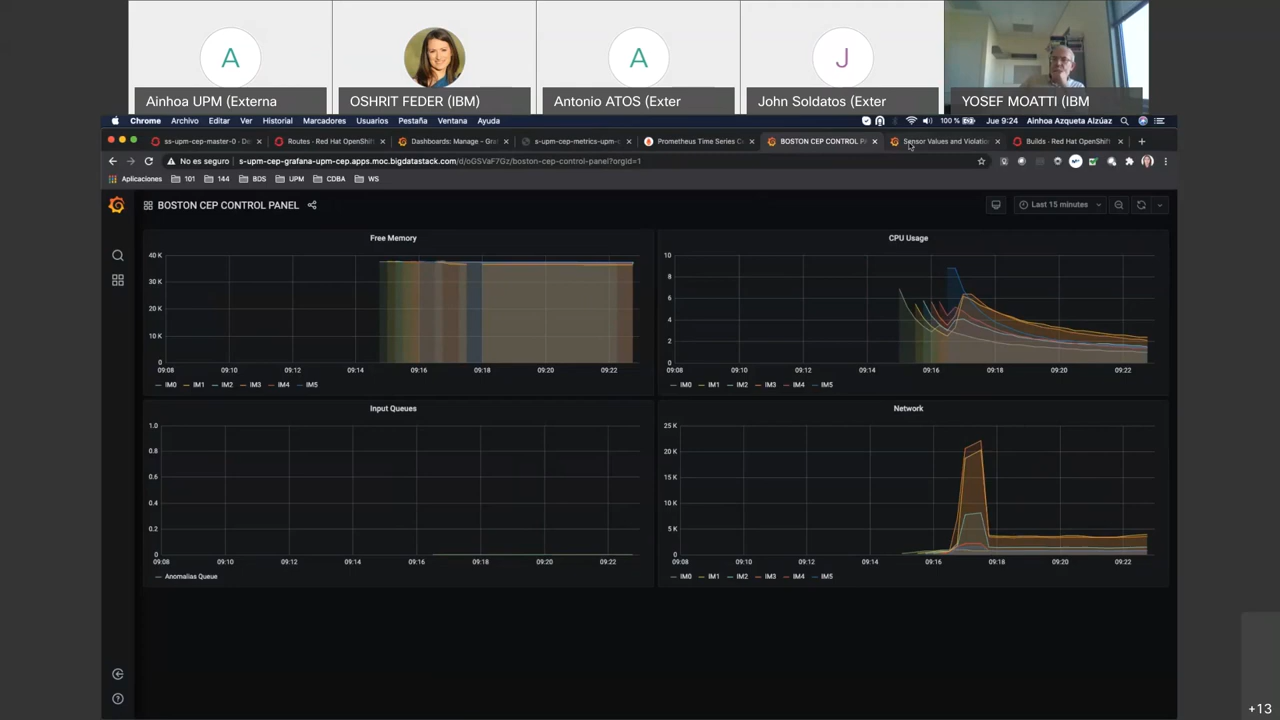 A
Ainhoa UPM (Externa
OSHRIT FEDER (IBM)
A
Antonio ATOS (Exter
J
John Soldatos (Exter
YOSEF MOATTI (IBM
Chrome Archivo Editar Ver Historial Marcadores Usuarios Pestaña Ventana Ayuda
100 % Jue 9:24 Ainhoa Azqueta Alzúaz
ss-upm-cep-master-0 - De
Routes - Red Hat OpenShift
Dashboards: Manage - Gra
s-upm-cep-metrics-upm-c
Prometheus Time Series C
BOSTON CEP CONTROL P
Sensor Values and Violatio
Builds - Red Hat OpenShift
No es seguro s-upm-cep-grafana-upm-cep.apps.moc.bigdatastack.com/d/oGSVaF7Gz/boston-cep-control-panel?orgId=1
Aplicaciones 101 144 BDS UPM CDBA WS
BOSTON CEP CONTROL PANEL
Last 15 minutes
Free Memory
40 K
30 K
20 K
10 K
0
09:08 09:10 09:12 09:14 09:16 09:18 09:20 09:22
IM0 IM1 IM2 IM3 IM4 IM5
CPU Usage
10
8
6
4
2
0
09:08 09:10 09:12 09:14 09:16 09:18 09:20 09:22
IM0 IM1 IM2 IM3 IM4 IM5
Input Queues
1.0
0.8
0.6
0.4
0.2
0
09:08 09:10 09:12 09:14 09:16 09:18 09:20 09:22
Anomalias Queue
Network
25 K
20 K
15 K
10 K
5 K
0
09:08 09:10 09:12 09:14 09:16 09:18 09:20 09:22
IM0 IM1 IM2 IM3 IM4 IM5
+13